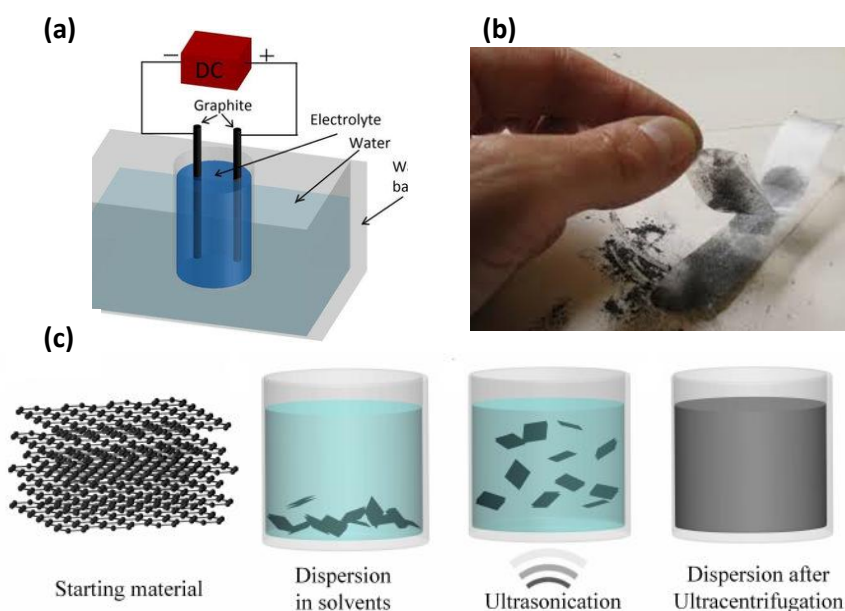 (a)
− DC +
Graphite
Electrolyte
Water
(b)
(c)
Starting material
Dispersion
in solvents
Ultrasonication
Dispersion after
Ultracentrifugation